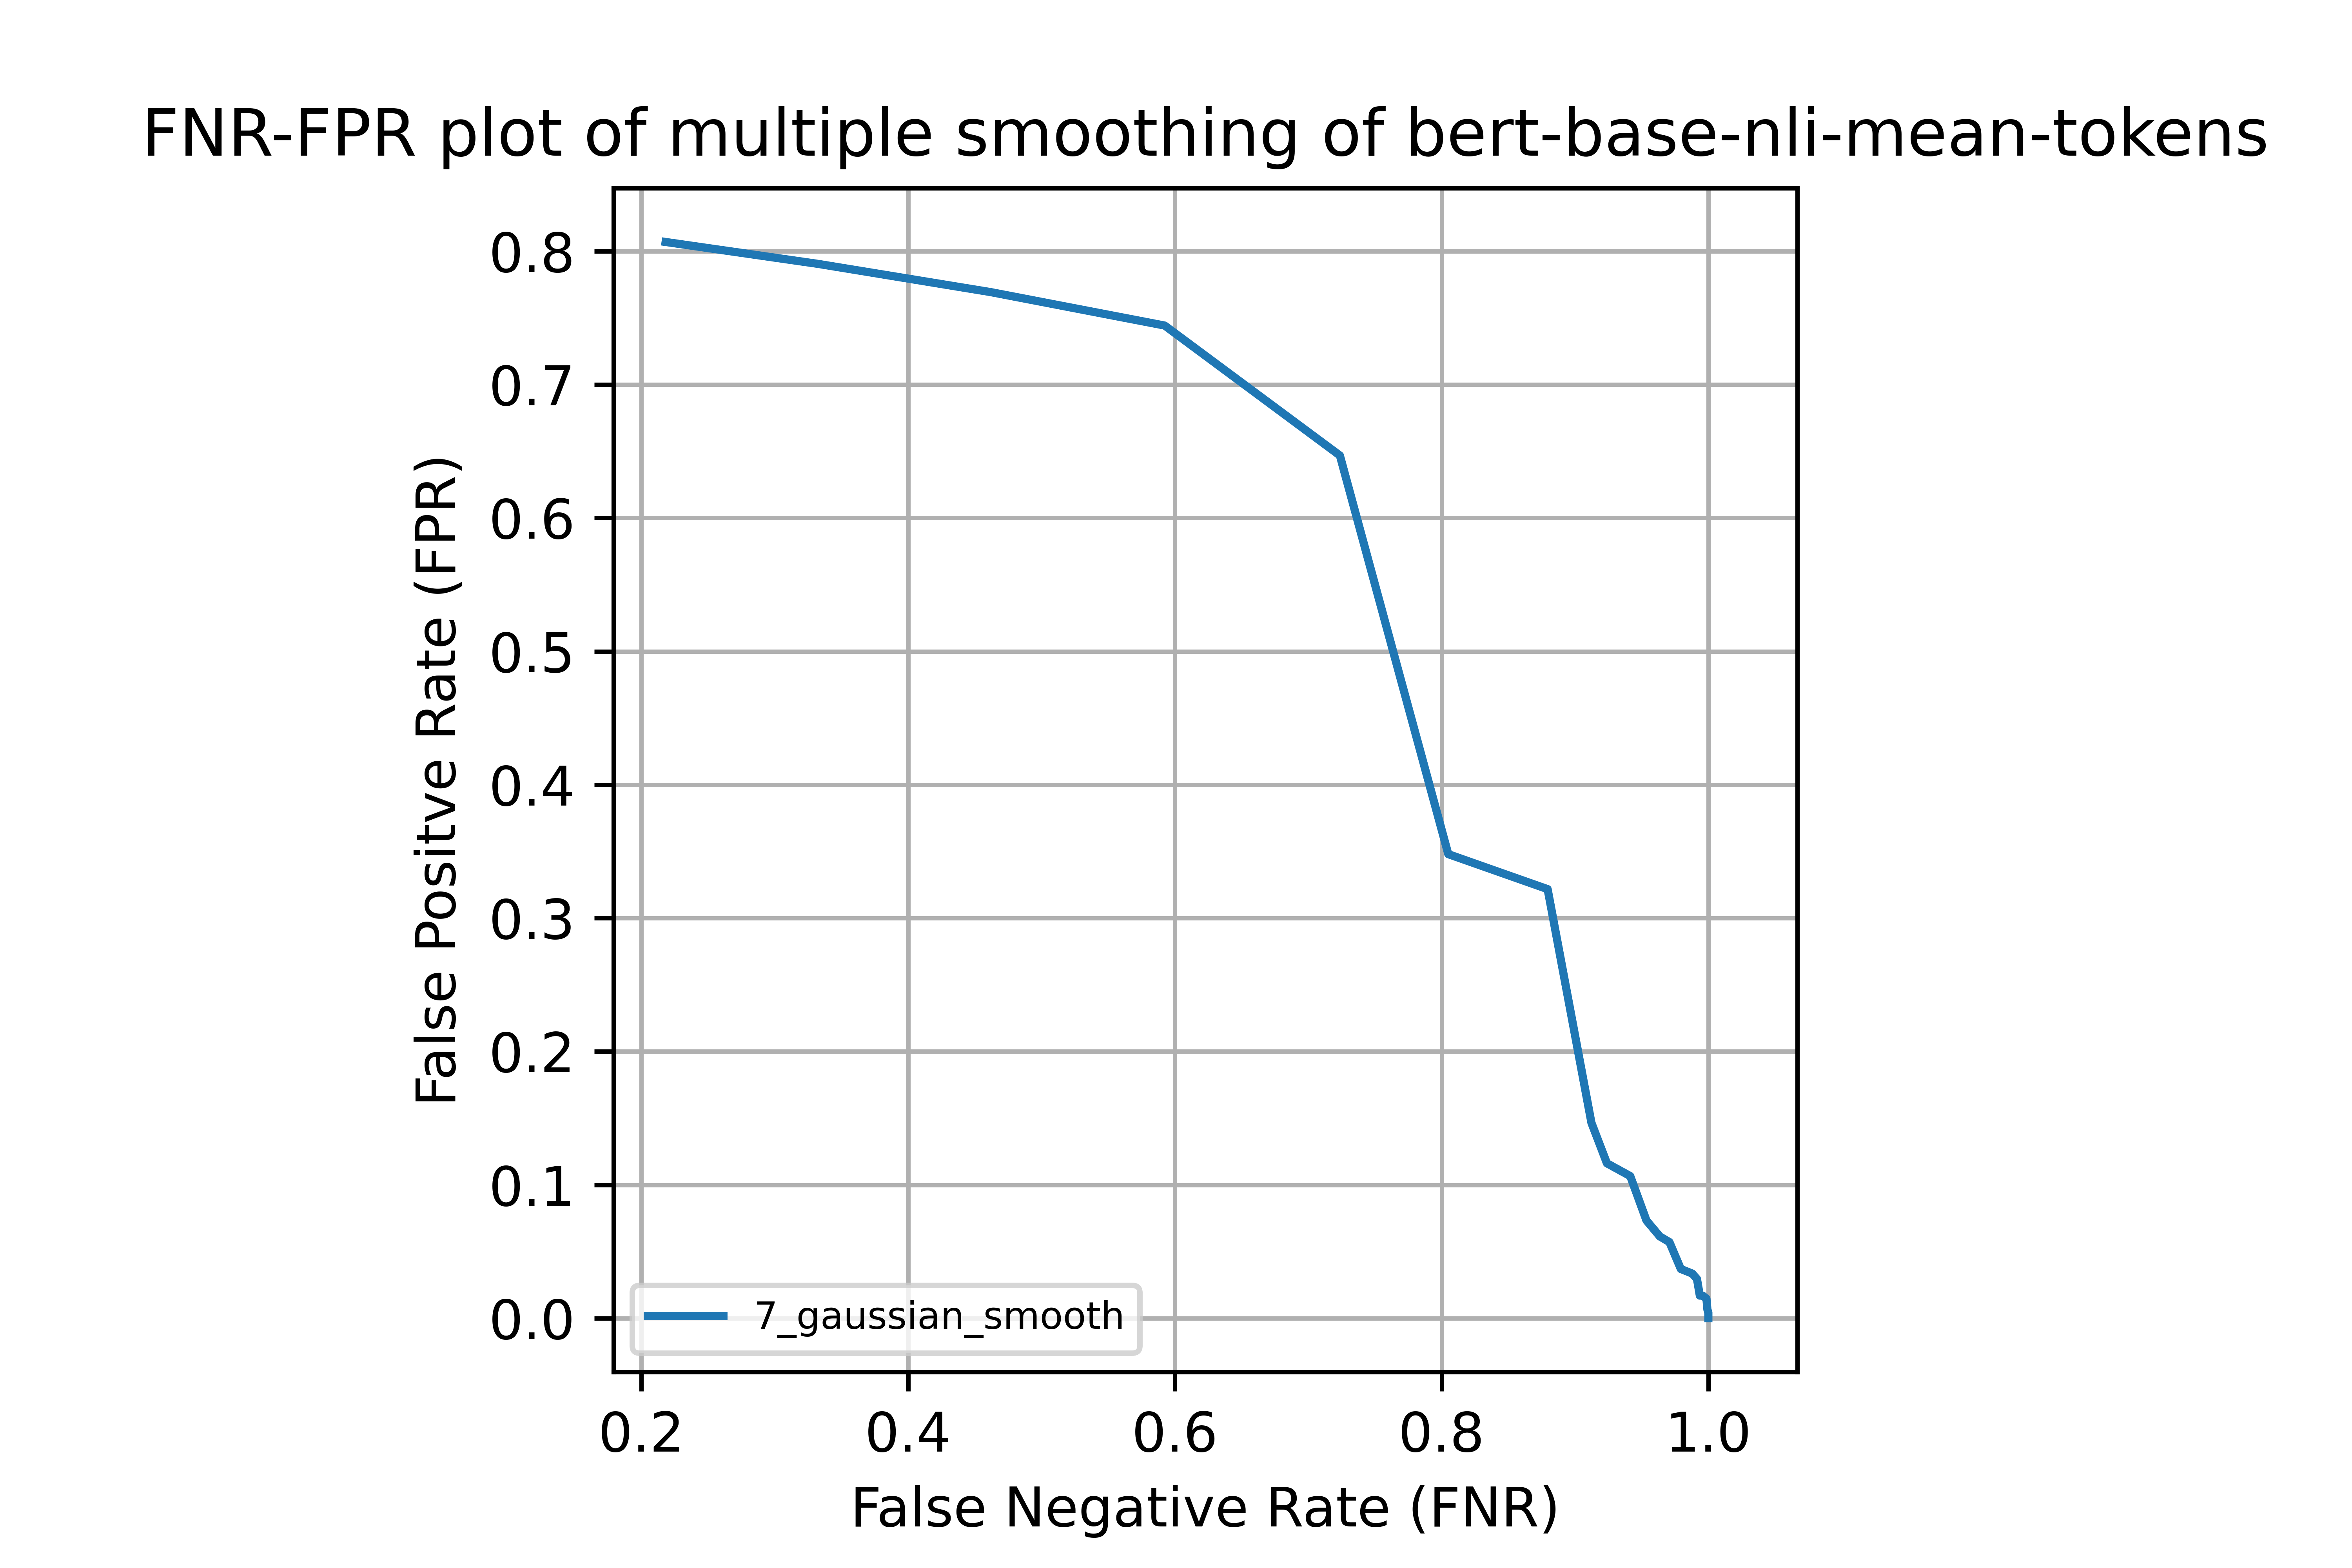 FNR-FPR plot of multiple smoothing of bert-base-nli-mean-tokens
False Positve Rate (FPR)
0.8
0.7
0.6
0.5
0.4
0.3
0.2
0.1
0.0
7_gaussian_smooth
0.2 0.4 0.6 0.8 1.0
False Negative Rate (FNR)